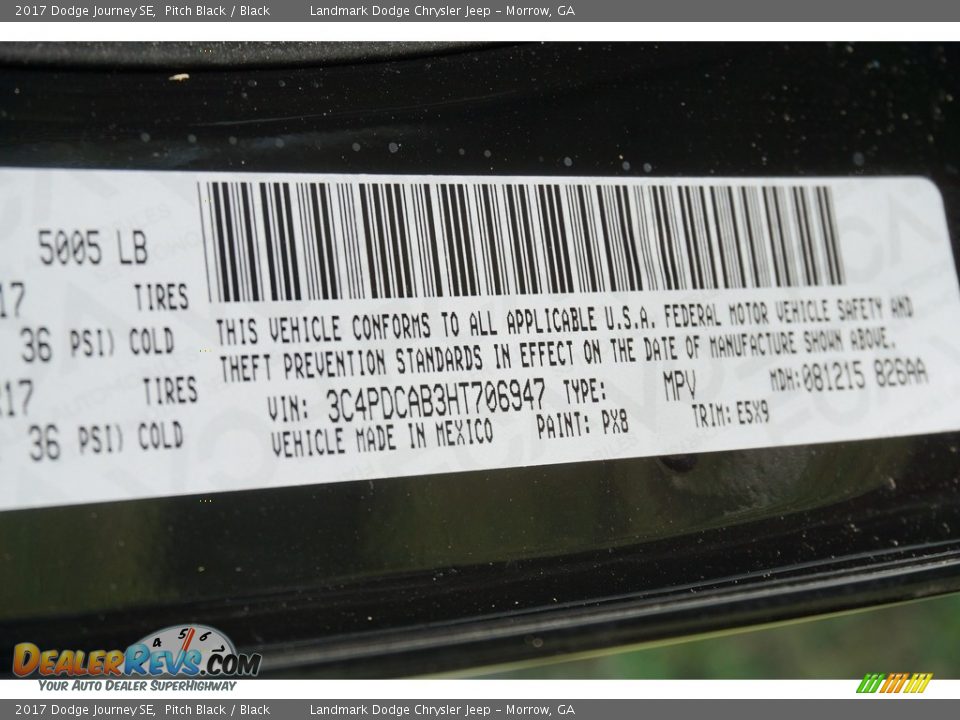 2017 Dodge Journey SE, Pitch Black / Black Landmark Dodge Chrysler Jeep - Morrow, GA
5005 LB
17 TIRES
36 PSI) COLD
17 TIRES
36 PSI) COLD
THIS VEHICLE CONFORMS TO ALL APPLICABLE U.S.A. FEDERAL MOTOR VEHICLE SAFETY AND
THEFT PREVENTION STANDARDS IN EFFECT ON THE DATE OF MANUFACTURE SHOWN ABOVE.
VIN: 3C4PDCAB3HT706947 TYPE: MPV MDH:081215 826AA
VEHICLE MADE IN MEXICO PAINT: PX8 TRIM: E5X9
4 5 6
DEALERREVS.COM
YOUR AUTO DEALER SUPERHIGHWAY
2017 Dodge Journey SE, Pitch Black / Black Landmark Dodge Chrysler Jeep - Morrow, GA